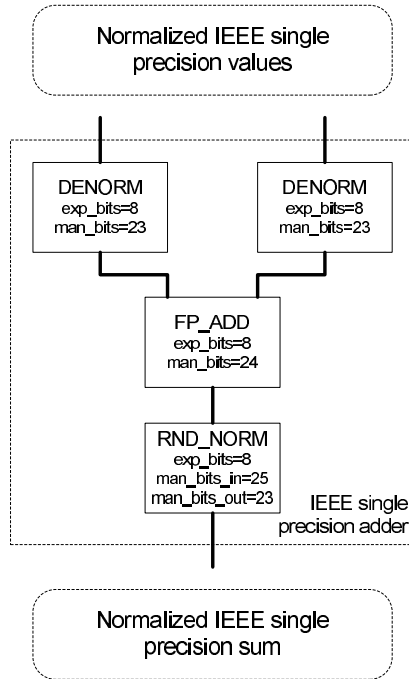 Normalized IEEE single
precision values
DENORM
exp_bits=8
man_bits=23
DENORM
exp_bits=8
man_bits=23
FP_ADD
exp_bits=8
man_bits=24
RND_NORM
exp_bits=8
man_bits_in=25
man_bits_out=23
IEEE single
precision adder
Normalized IEEE single
precision sum